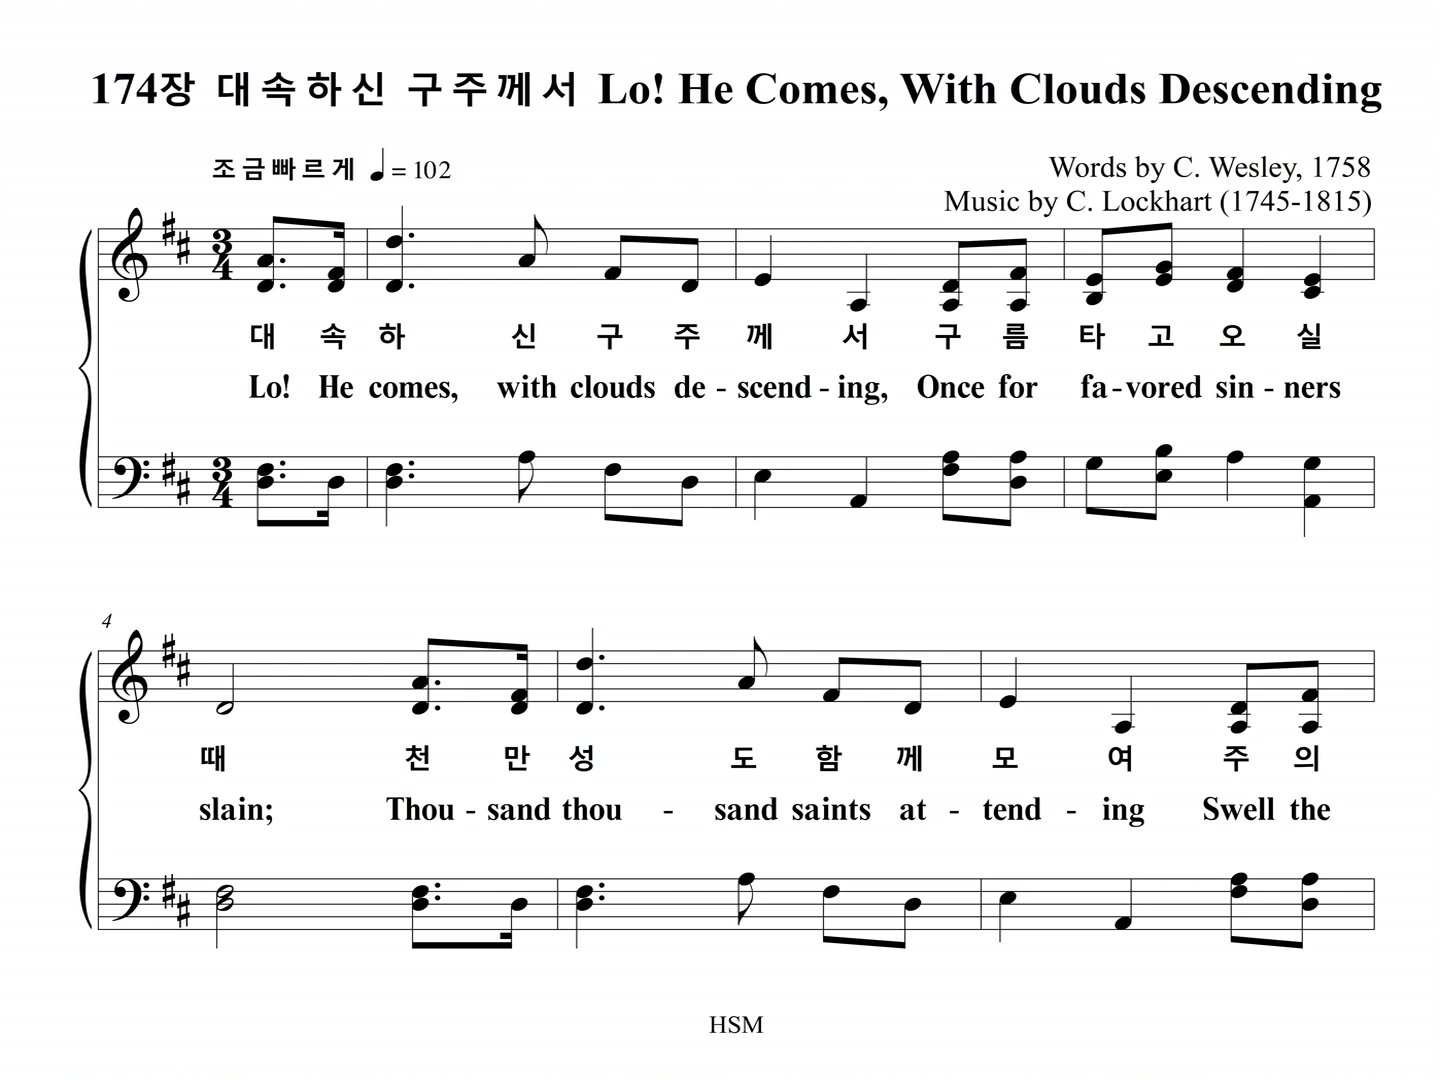 174장 대속하신 구주께서 Lo! He Comes, With Clouds Descending
조금빠르게 ♩ = 102
Words by C. Wesley, 1758
Music by C. Lockhart (1745-1815)
3 4
대 속 하 신 구 주 께 서 구 름 타 고 오 실
Lo! He comes, with clouds de - scend - ing, Once for fa - vored sin - ners
3 4
4
때 천 만 성 도 함 께 모 여 주 의
slain; Thou - sand thou - sand saints at - tend - ing Swell the
HSM